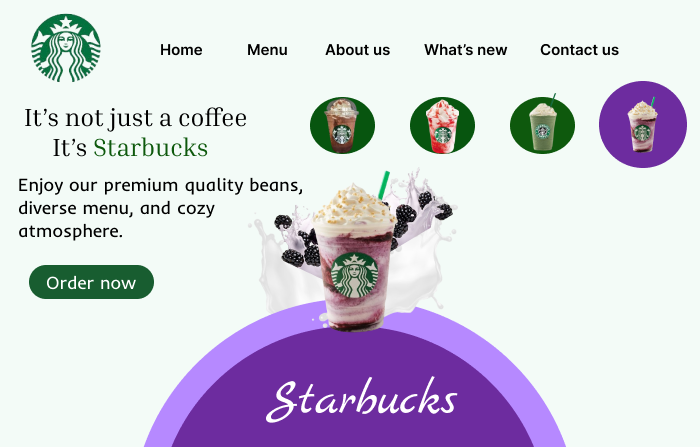 Home Menu About us What's new Contact us
It's not just a coffee
It's Starbucks
Enjoy our premium quality beans,
diverse menu, and cozy
atmosphere.
Order now
Starbucks